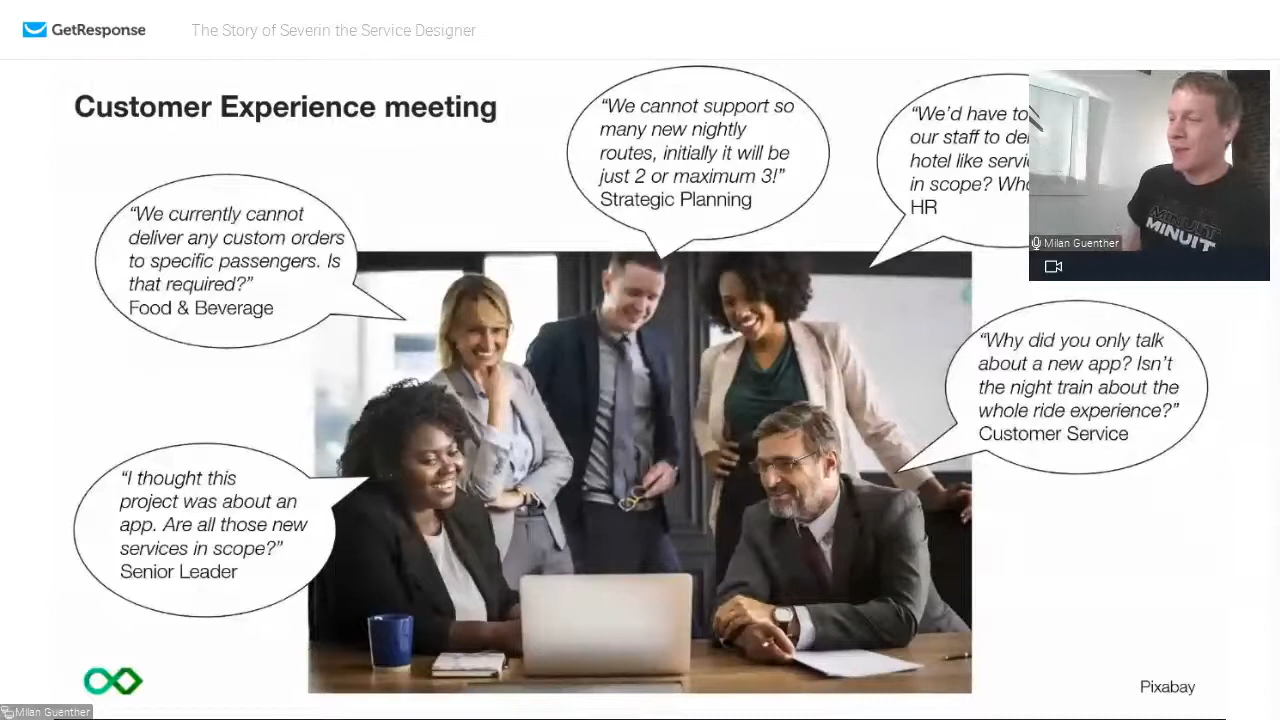 GetResponse
The Story of Severin the Service Designer
Customer Experience meeting
“We cannot support so
many new nightly
routes, initially it will be
just 2 or maximum 3!”
Strategic Planning
“We’d have to
our staff to
hotel like
in scope?
HR
MINUIT
MINUIT
Milan Guenther
“We currently cannot
deliver any custom orders
to specific passengers. Is
that required?”
Food & Beverage
“Why did you only talk
about a new app? Isn’t
the night train about the
whole ride experience?”
Customer Service
“I thought this
project was about an
app. Are all those new
services in scope?”
Senior Leader
Pixabay
Milan Guenther